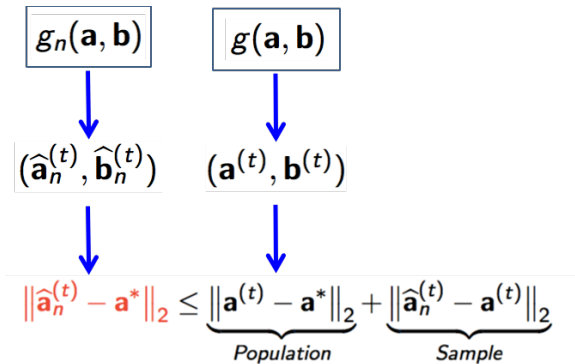 gₙ(𝐚, 𝐛) g(𝐚, 𝐛)
(𝐚̂ₙ⁽ᵗ⁾, 𝐛̂ₙ⁽ᵗ⁾) (𝐚⁽ᵗ⁾, 𝐛⁽ᵗ⁾)
‖𝐚̂ₙ⁽ᵗ⁾ − 𝐚*‖₂ ≤ ‖𝐚⁽ᵗ⁾ − 𝐚*‖₂ + ‖𝐚̂ₙ⁽ᵗ⁾ − 𝐚⁽ᵗ⁾‖₂
Population Sample